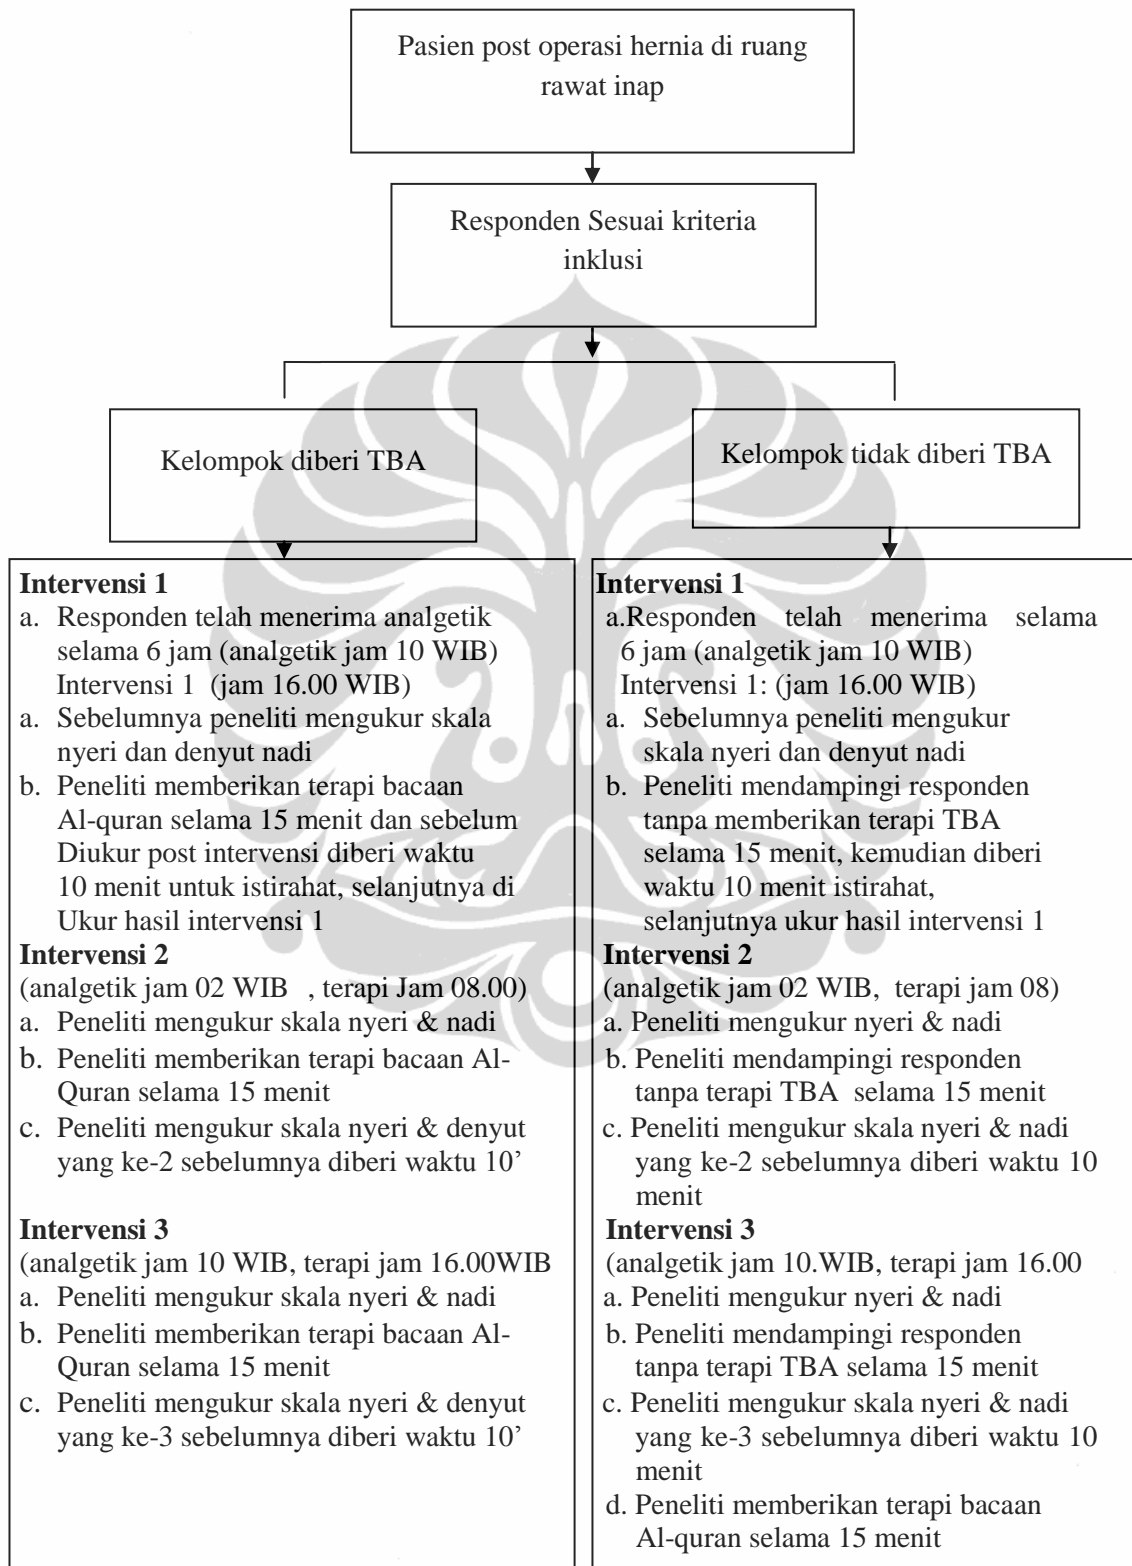 Pasien post operasi hernia di ruang
rawat inap
Responden Sesuai kriteria
inklusi
Kelompok diberi TBA
Kelompok tidak diberi TBA
Intervensi 1
a. Responden telah menerima analgetik
selama 6 jam (analgetik jam 10 WIB)
Intervensi 1 (jam 16.00 WIB)
a. Sebelumnya peneliti mengukur skala
nyeri dan denyut nadi
b. Peneliti memberikan terapi bacaan
Al-quran selama 15 menit dan sebelum
Diukur post intervensi diberi waktu
10 menit untuk istirahat, selanjutnya di
Ukur hasil intervensi 1
Intervensi 2
(analgetik jam 02 WIB , terapi Jam 08.00)
a. Peneliti mengukur skala nyeri & nadi
b. Peneliti memberikan terapi bacaan Al-
Quran selama 15 menit
c. Peneliti mengukur skala nyeri & denyut
yang ke-2 sebelumnya diberi waktu 10’
Intervensi 3
(analgetik jam 10 WIB, terapi jam 16.00WIB
a. Peneliti mengukur skala nyeri & nadi
b. Peneliti memberikan terapi bacaan Al-
Quran selama 15 menit
c. Peneliti mengukur skala nyeri & denyut
yang ke-3 sebelumnya diberi waktu 10’
Intervensi 1
a.Responden telah menerima selama
6 jam (analgetik jam 10 WIB)
Intervensi 1: (jam 16.00 WIB)
a. Sebelumnya peneliti mengukur
skala nyeri dan denyut nadi
b. Peneliti mendampingi responden
tanpa memberikan terapi TBA
selama 15 menit, kemudian diberi
waktu 10 menit istirahat,
selanjutnya ukur hasil intervensi 1
Intervensi 2
(analgetik jam 02 WIB, terapi jam 08)
a. Peneliti mengukur nyeri & nadi
b. Peneliti mendampingi responden
tanpa terapi TBA selama 15 menit
c. Peneliti mengukur skala nyeri & nadi
yang ke-2 sebelumnya diberi waktu 10
menit
Intervensi 3
(analgetik jam 10.WIB, terapi jam 16.00
a. Peneliti mengukur nyeri & nadi
b. Peneliti mendampingi responden
tanpa terapi TBA selama 15 menit
c. Peneliti mengukur skala nyeri & nadi
yang ke-3 sebelumnya diberi waktu 10
menit
d. Peneliti memberikan terapi bacaan
Al-quran selama 15 menit